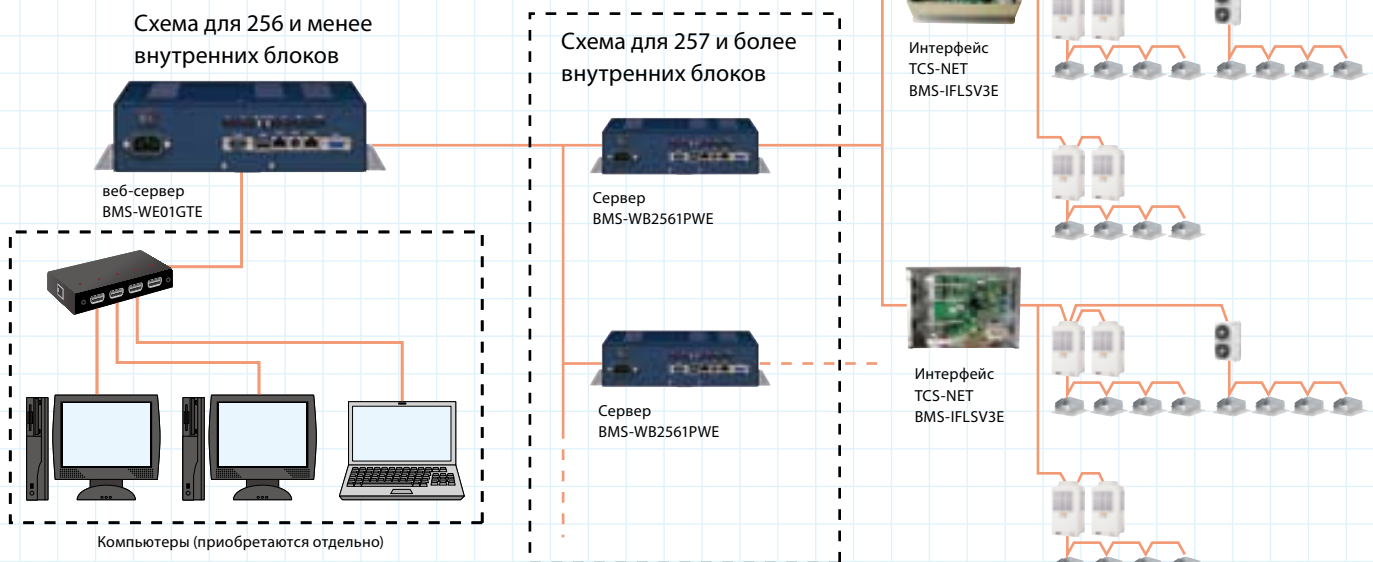 Схема для 256 и менее
внутренних блоков
веб-сервер
BMS-WE01GTE
Компьютеры (приобретаются отдельно)
Схема для 257 и более
внутренних блоков
Сервер
BMS-WB2561PWE
Сервер
BMS-WB2561PWE
Интерфейс
TCS-NET
BMS-IFLSV3E
Интерфейс
TCS-NET
BMS-IFLSV3E